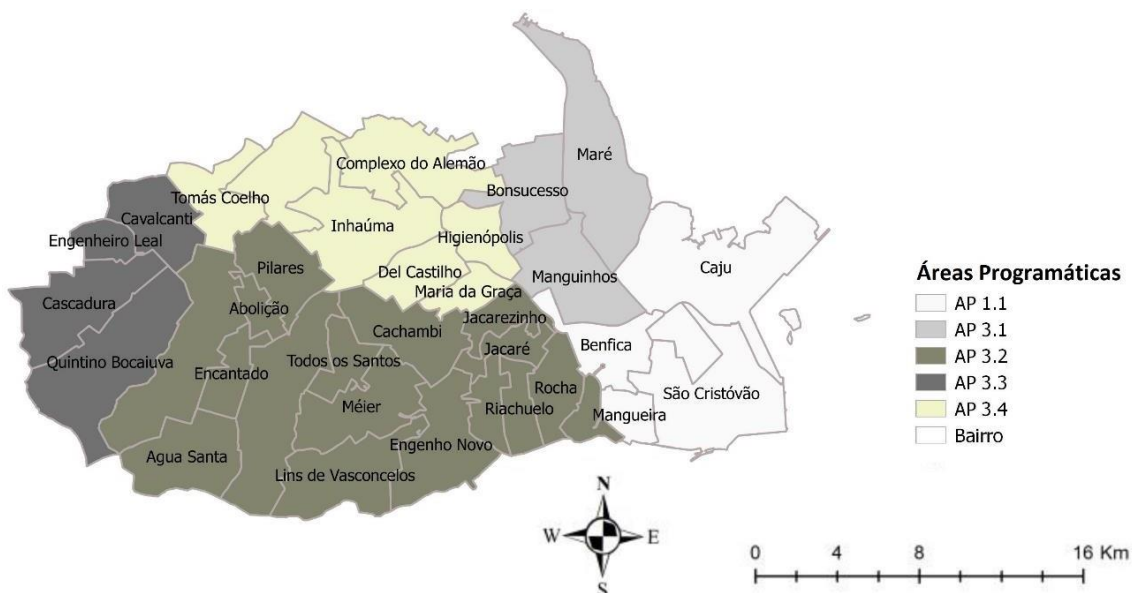 Maré
Complexo do Alemão
Bonsucesso
Tomás Coelho
Cavalcanti
Inhaúma
Higienópolis
Engenheiro Leal
Pilares
Del Castilho
Manguinhos
Caju
Maria da Graça
Cascadura
Abolição
Jacarezinho
Cachambi
Benfica
Jacaré
Quintino Bocaiuva
Todos os Santos
Encantado
Rocha
São Cristóvão
Méier
Riachuelo
Mangueira
Engenho Novo
Agua Santa
Lins de Vasconcelos
Áreas Programáticas
AP 1.1
AP 3.1
AP 3.2
AP 3.3
AP 3.4
Bairro
N
W E
S
0 4 8 16 Km